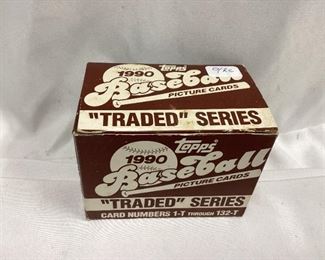 Topps
1990
Baseball
PICTURE CARDS
"TRADED" SERIES
Topps
1990
Baseball
PICTURE CARDS
"TRADED" SERIES
CARD NUMBERS 1-T THROUGH 132-T